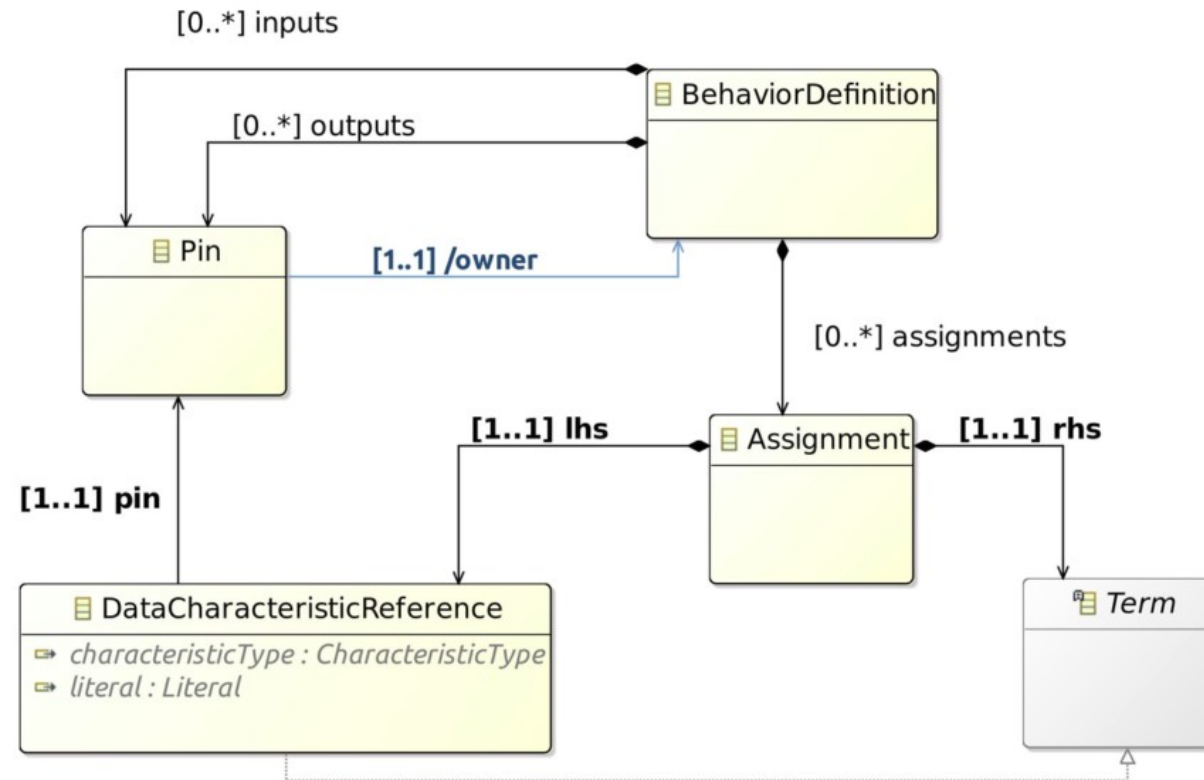 [0..*] inputs
BehaviorDefinition
[0..*] outputs
Pin
[1..1] /owner
[0..*] assignments
[1..1] lhs
Assignment
[1..1] rhs
[1..1] pin
DataCharacteristicReference
Term
characteristicType : CharacteristicType
literal : Literal